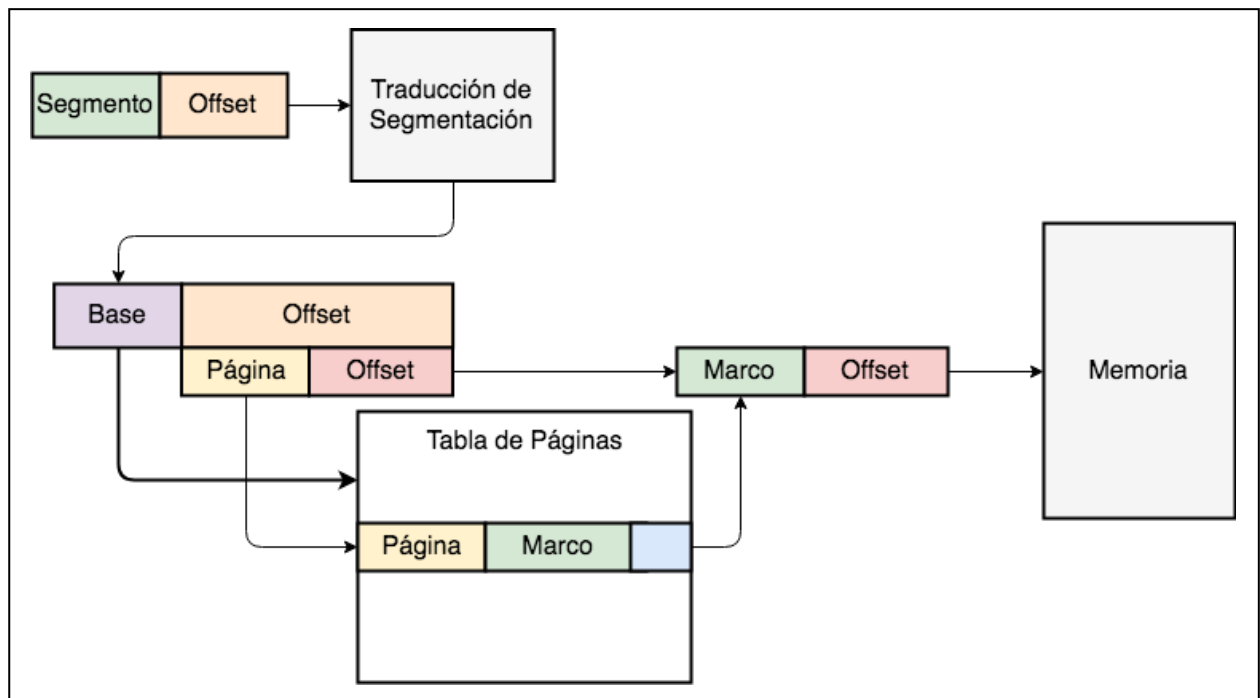 Segmento
Offset
Traducción de
Segmentación
Base
Offset
Página
Offset
Marco
Offset
Memoria
Tabla de Páginas
Página
Marco